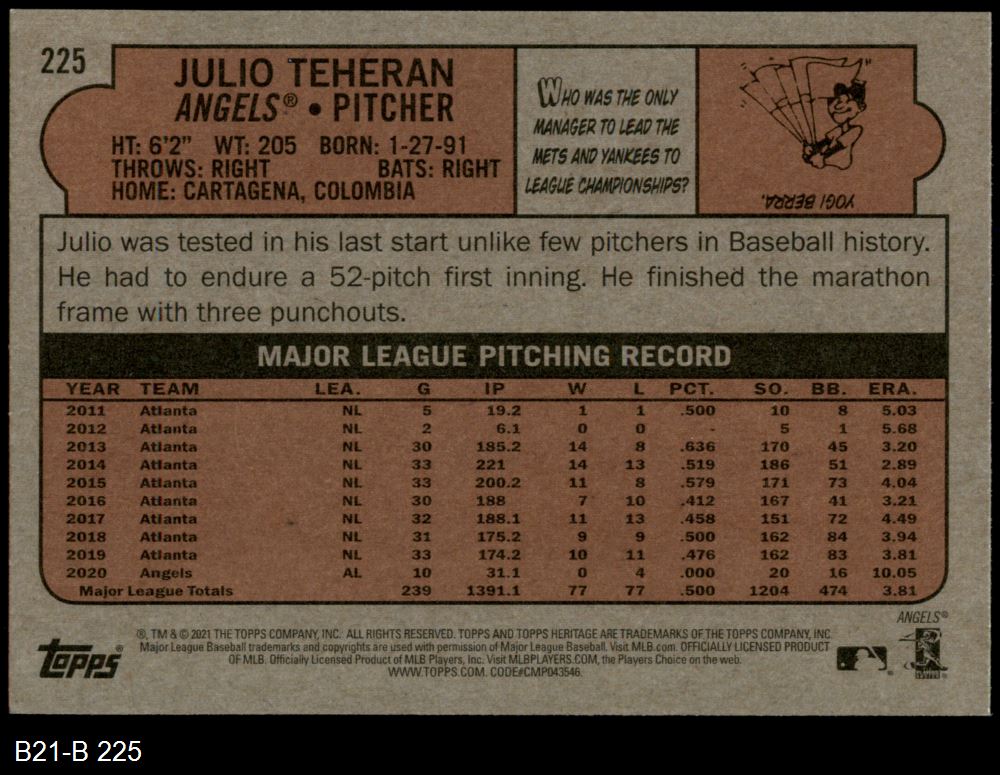 225
JULIO TEHERAN
ANGELS® • PITCHER
HT: 6'2" WT: 205 BORN: 1-27-91
THROWS: RIGHT BATS: RIGHT
HOME: CARTAGENA, COLOMBIA
WHO WAS THE ONLY
MANAGER TO LEAD THE
METS AND YANKEES TO
LEAGUE CHAMPIONSHIPS?
YOGI BERRA.
Julio was tested in his last start unlike few pitchers in Baseball history.
He had to endure a 52-pitch first inning. He finished the marathon
frame with three punchouts.
MAJOR LEAGUE PITCHING RECORD
YEAR TEAM LEA. G IP W L PCT. SO. BB. ERA.
2011 Atlanta NL 5 19.2 1 1 .500 10 8 5.03
2012 Atlanta NL 2 6.1 0 0 - 5 1 5.68
2013 Atlanta NL 30 185.2 14 8 .636 170 45 3.20
2014 Atlanta NL 33 221 14 13 .519 186 51 2.89
2015 Atlanta NL 33 200.2 11 8 .579 171 73 4.04
2016 Atlanta NL 30 188 7 10 .412 167 41 3.21
2017 Atlanta NL 32 188.1 11 13 .458 151 72 4.49
2018 Atlanta NL 31 175.2 9 9 .500 162 84 3.94
2019 Atlanta NL 33 174.2 10 11 .476 162 83 3.81
2020 Angels AL 10 31.1 0 4 .000 20 16 10.05
Major League Totals 239 1391.1 77 77 .500 1204 474 3.81
ANGELS®
topps®
®, TM & © 2021 THE TOPPS COMPANY, INC. ALL RIGHTS RESERVED. TOPPS AND TOPPS HERITAGE ARE TRADEMARKS OF THE TOPPS COMPANY, INC.
Major League Baseball trademarks and copyrights are used with permission of Major League Baseball. Visit MLB.com. OFFICIALLY LICENSED PRODUCT
OF MLB. Officially Licensed Product of MLB Players, Inc. Visit MLBPLAYERS.COM, the Players Choice on the web.
WWW.TOPPS.COM. CODE#CMP043546.
B21-B 225